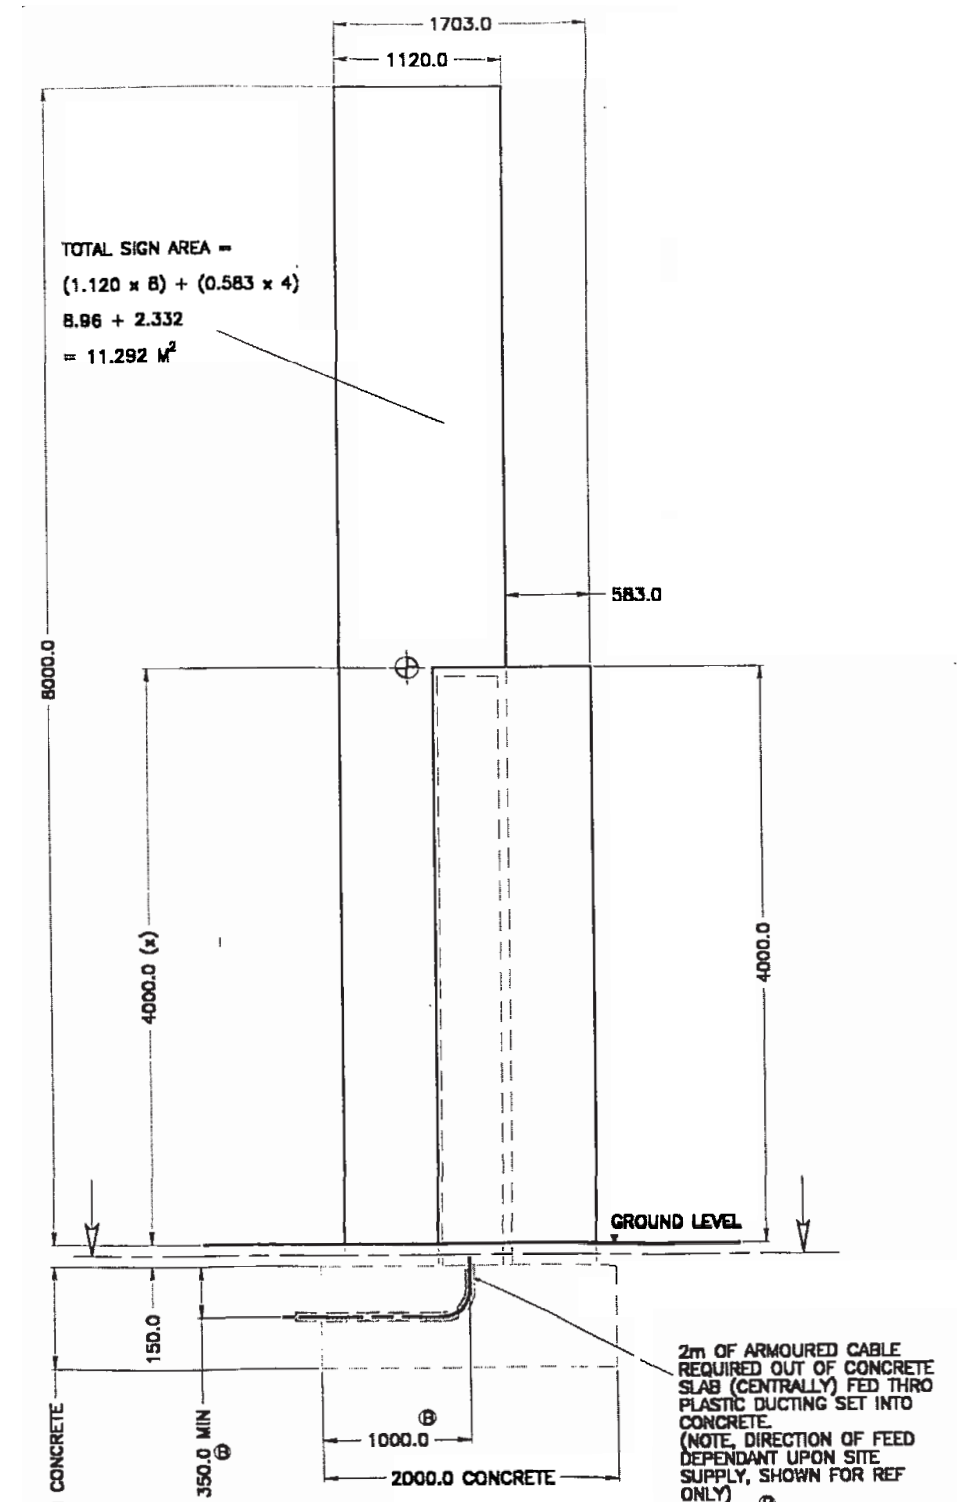 1703.0
1120.0
TOTAL SIGN AREA =
(1.120 x 8) + (0.583 x 4)
8.96 + 2.332
= 11.292 M²
583.0
8000.0
4000.0 (x)
4000.0
GROUND LEVEL
150.0
350.0 MIN
B
CONCRETE
B
1000.0
2000.0 CONCRETE
2m OF ARMOURED CABLE
REQUIRED OUT OF CONCRETE
SLAB (CENTRALLY) FED THRO
PLASTIC DUCTING SET INTO
CONCRETE.
(NOTE, DIRECTION OF FEED
DEPENDANT UPON SITE
SUPPLY, SHOWN FOR REF
ONLY)